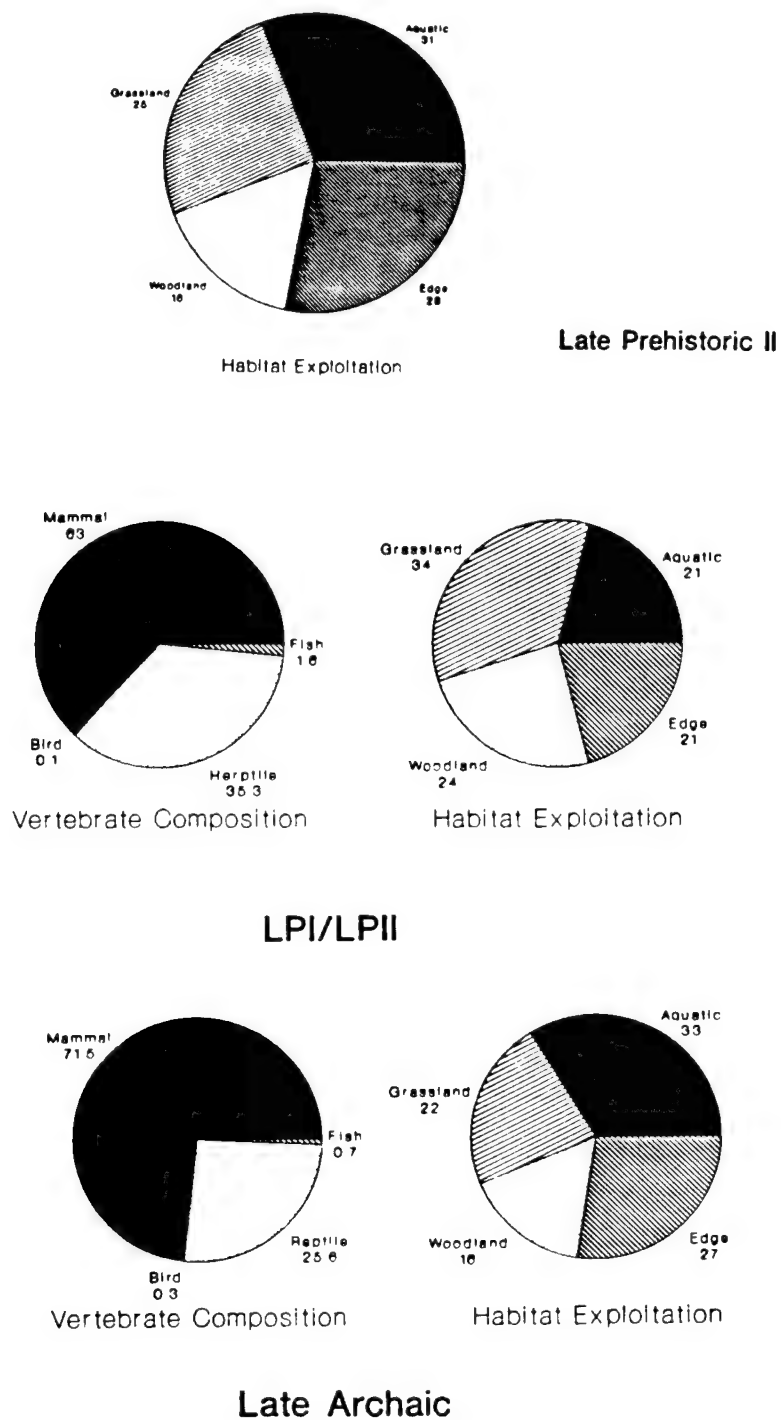 Aquatic
31
Grassland
25
Woodland
16
Edge
28
Habitat Exploitation
Late Prehistoric II
Mammal
63
Fish
1.6
Bird
0.1
Herptile
35.3
Vertebrate Composition
Grassland
34
Aquatic
21
Woodland
24
Edge
21
Habitat Exploitation
LPI/LPII
Mammal
71.5
Fish
0.7
Bird
0.3
Reptile
25.6
Vertebrate Composition
Aquatic
33
Grassland
22
Woodland
16
Edge
27
Habitat Exploitation
Late Archaic